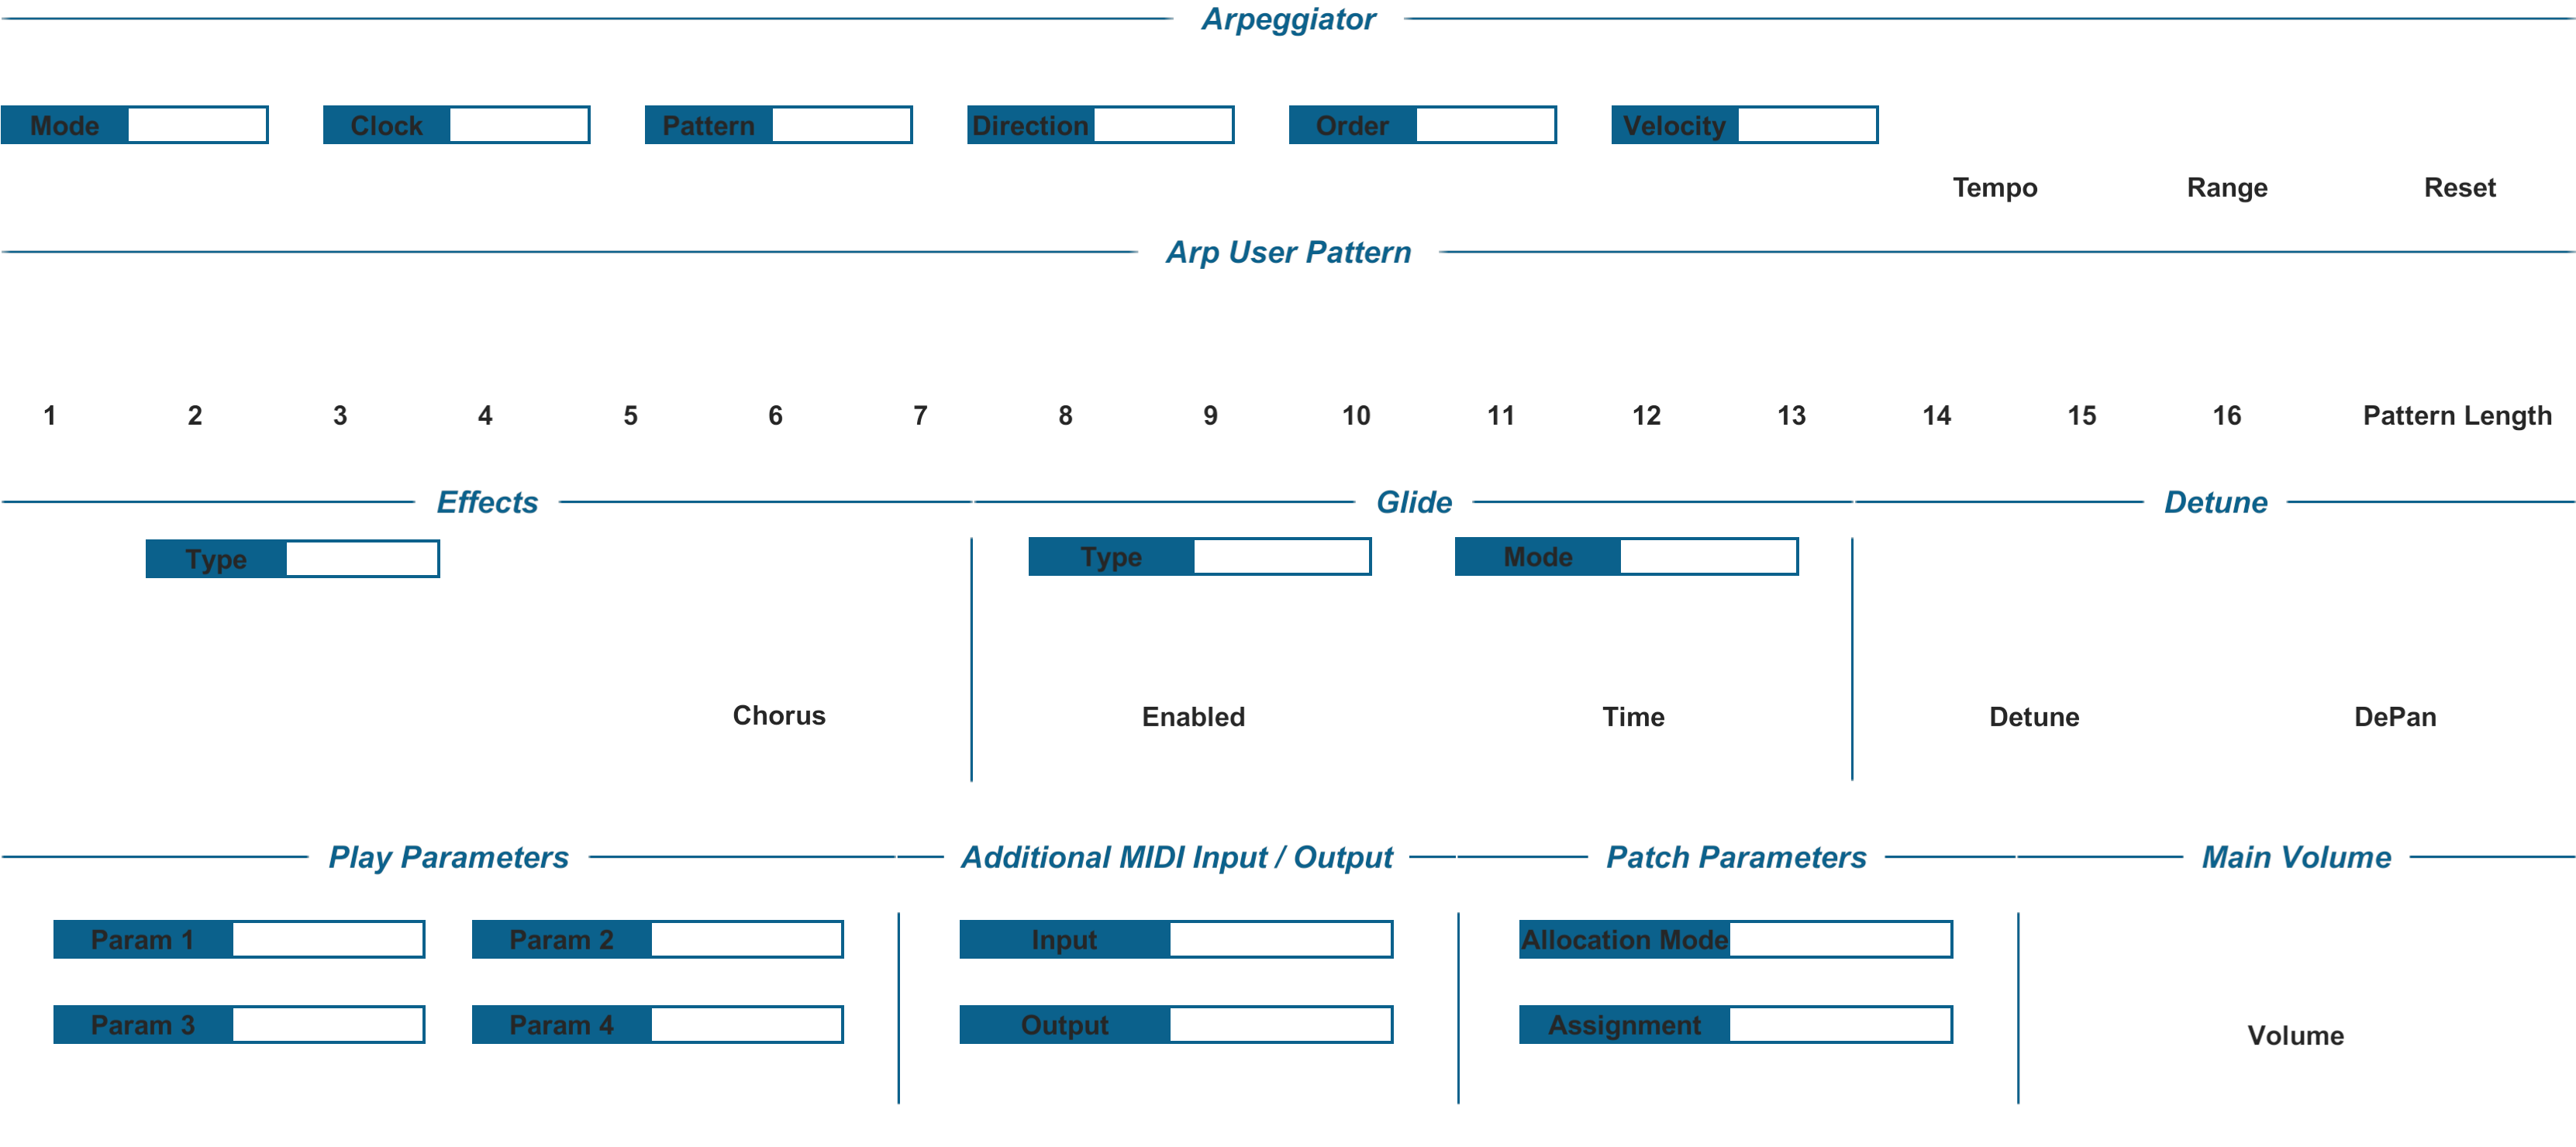 Arpeggiator
Mode Clock Pattern Direction Order Velocity
Tempo Range Reset
Arp User Pattern
1 2 3 4 5 6 7 8 9 10 11 12 13 14 15 16 Pattern Length
Effects Glide Detune
Type Type Mode
Chorus Enabled Time Detune DePan
Play Parameters Additional MIDI Input / Output Patch Parameters Main Volume
Param 1 Param 2 Input Allocation Mode
Param 3 Param 4 Output Assignment
Volume